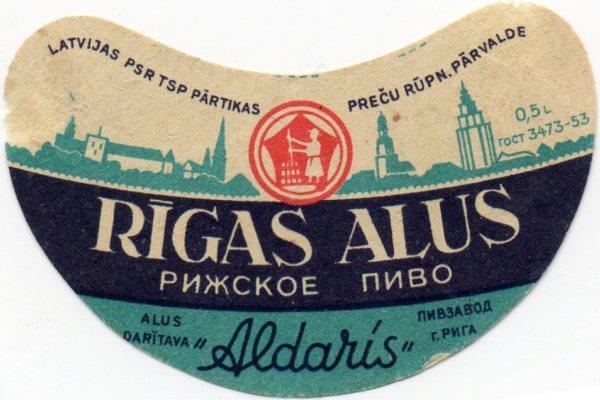 LATVIJAS PSR TSP PĀRTIKAS PREČU RŪPN. PĀRVALDE
0,5 L
ГОСТ 3473-53
RĪGAS ALUS
РИЖСКОЕ ПИВО
ALUS
DARĪTAVA
"Aldaris"
ПИВЗАВОД
Г. РИГА